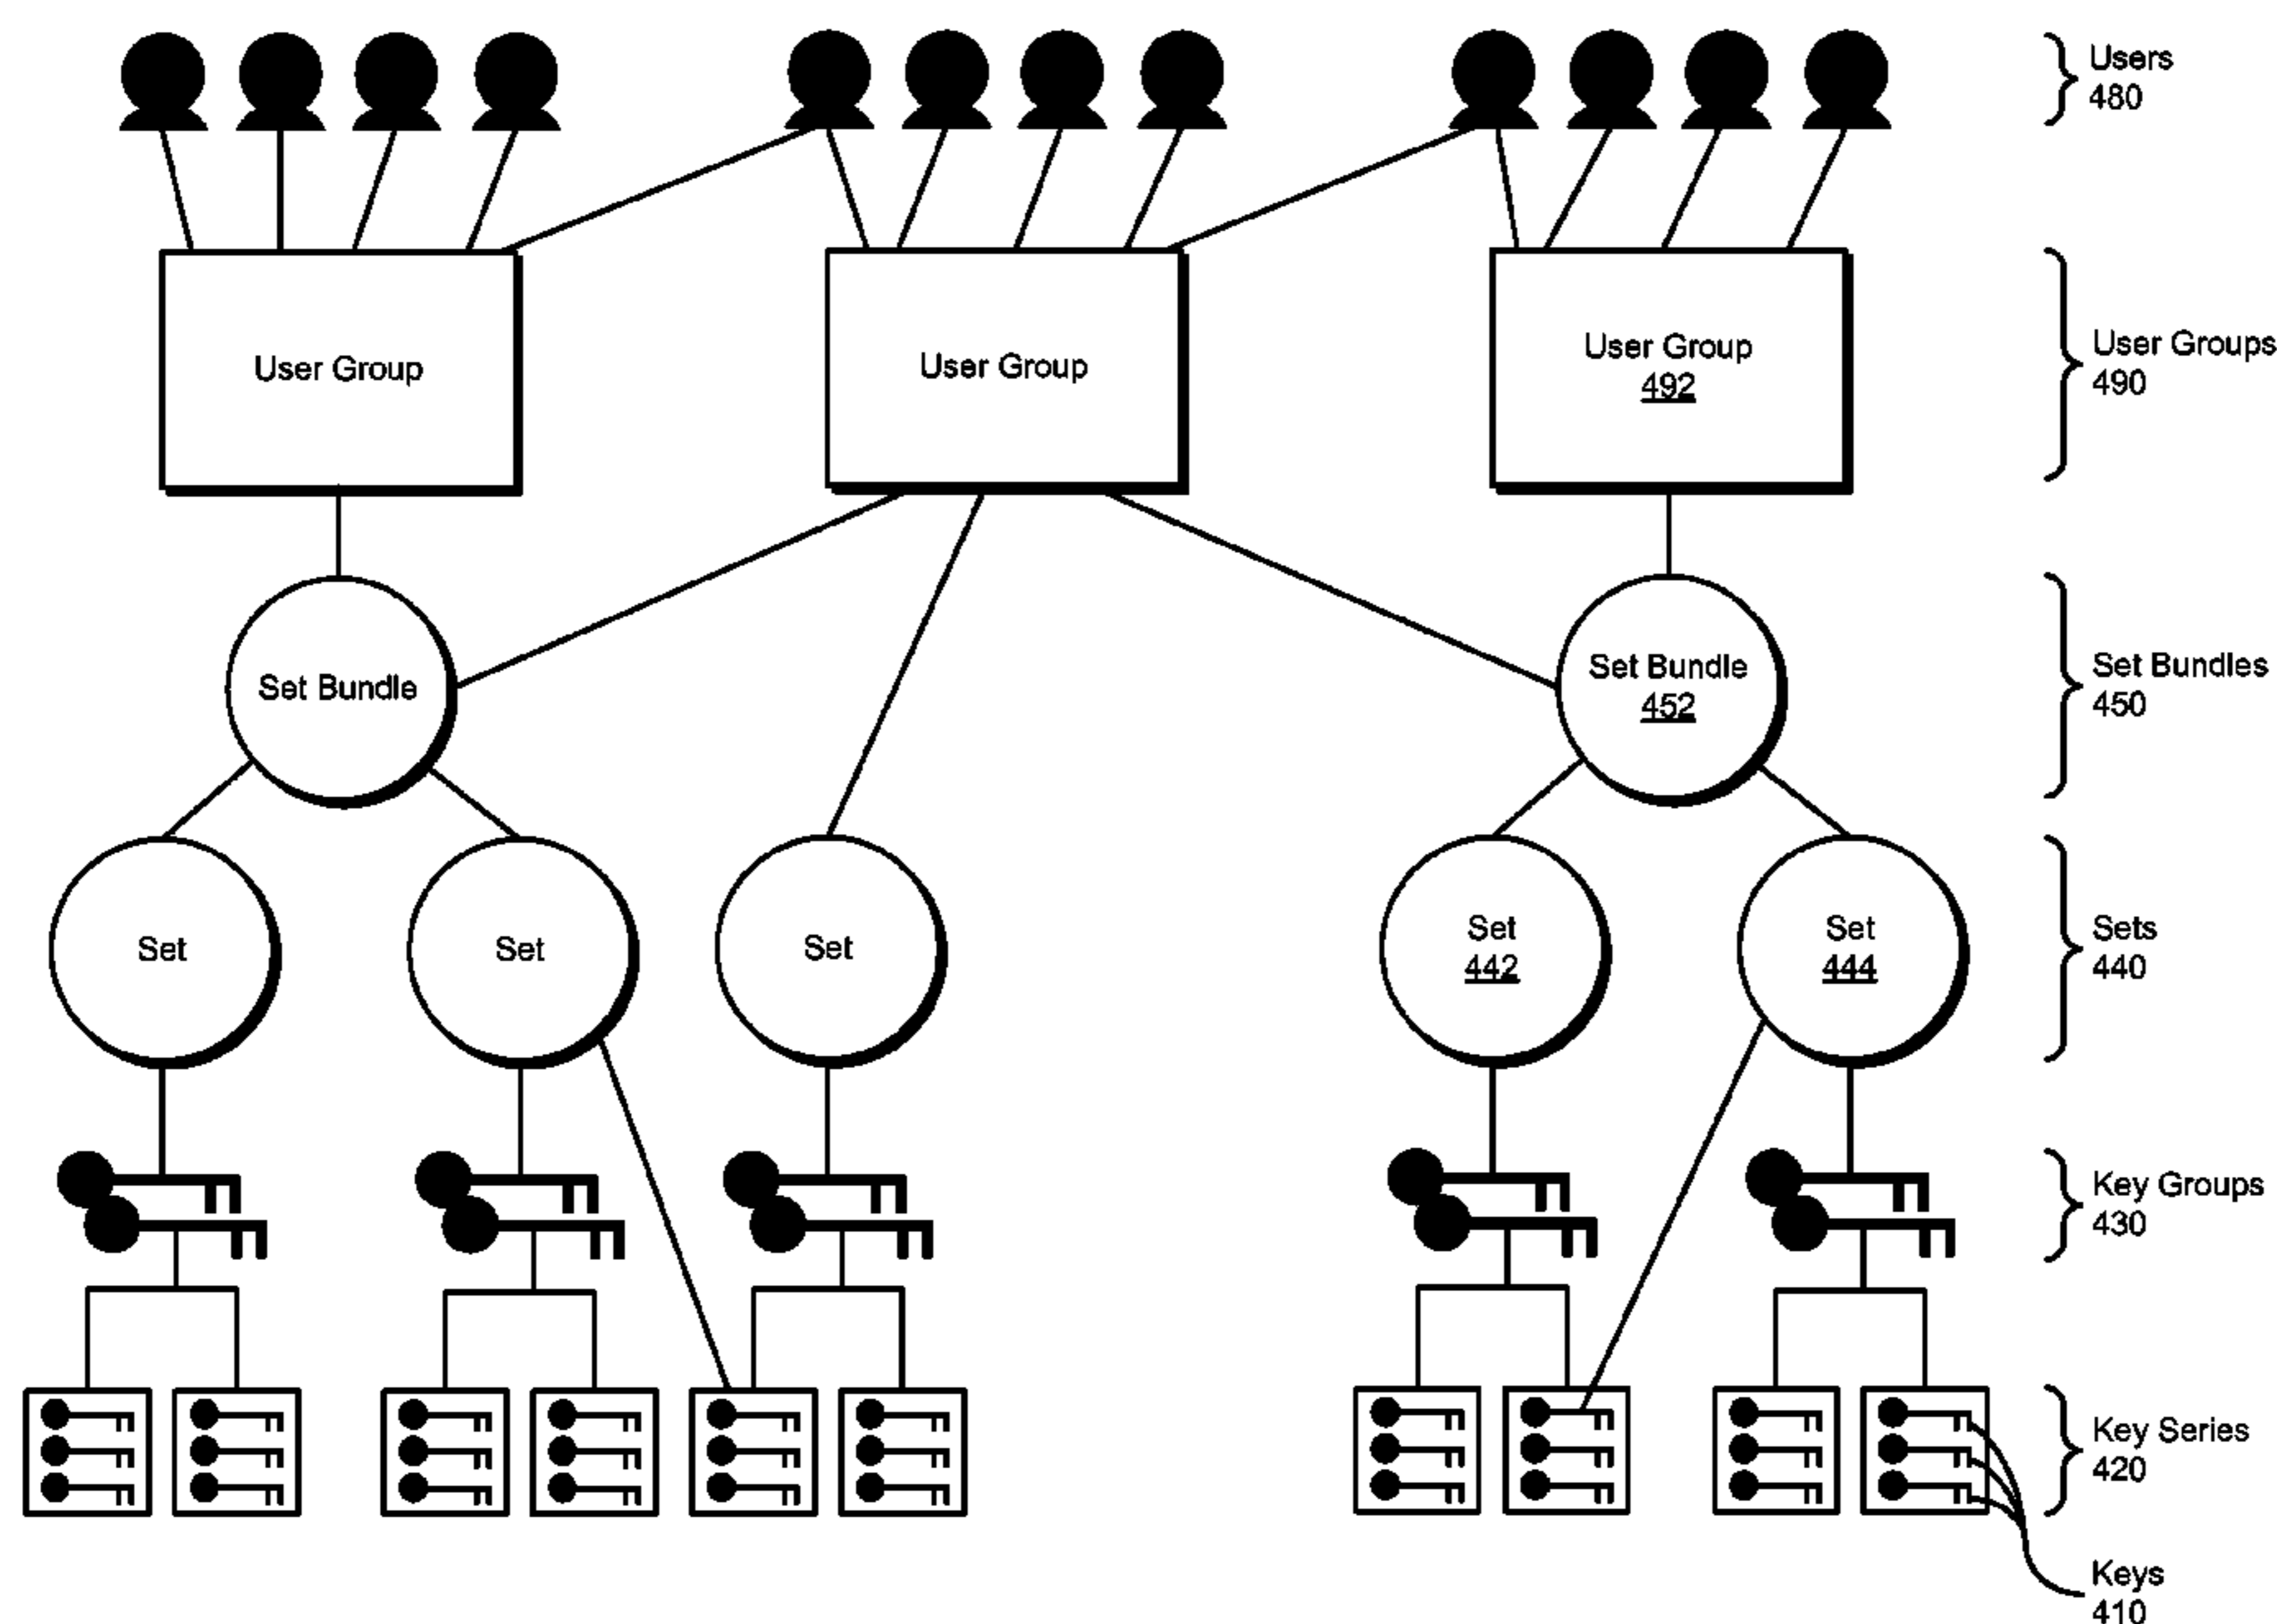 Users
480
User Group
User Group
User Group
492
User Groups
490
Set Bundle
Set Bundle
452
Set Bundles
450
Set
Set
Set
Set
442
Set
444
Sets
440
Key Groups
430
Key Series
420
Keys
410